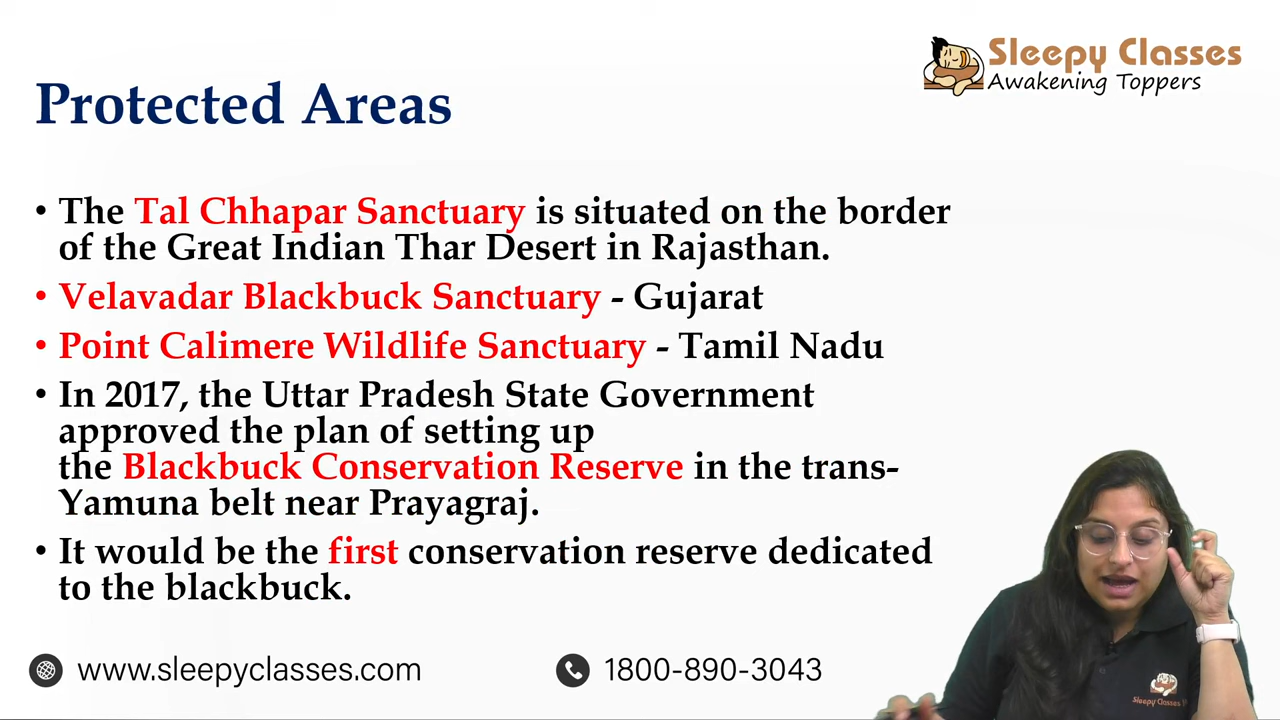 Sleepy Classes
Awakening Toppers
Protected Areas
• The Tal Chhapar Sanctuary is situated on the border
of the Great Indian Thar Desert in Rajasthan.
• Velavadar Blackbuck Sanctuary - Gujarat
• Point Calimere Wildlife Sanctuary - Tamil Nadu
• In 2017, the Uttar Pradesh State Government
approved the plan of setting up
the Blackbuck Conservation Reserve in the trans-
Yamuna belt near Prayagraj.
• It would be the first conservation reserve dedicated
to the blackbuck.
www.sleepyclasses.com
1800-890-3043
Sleepy Classes